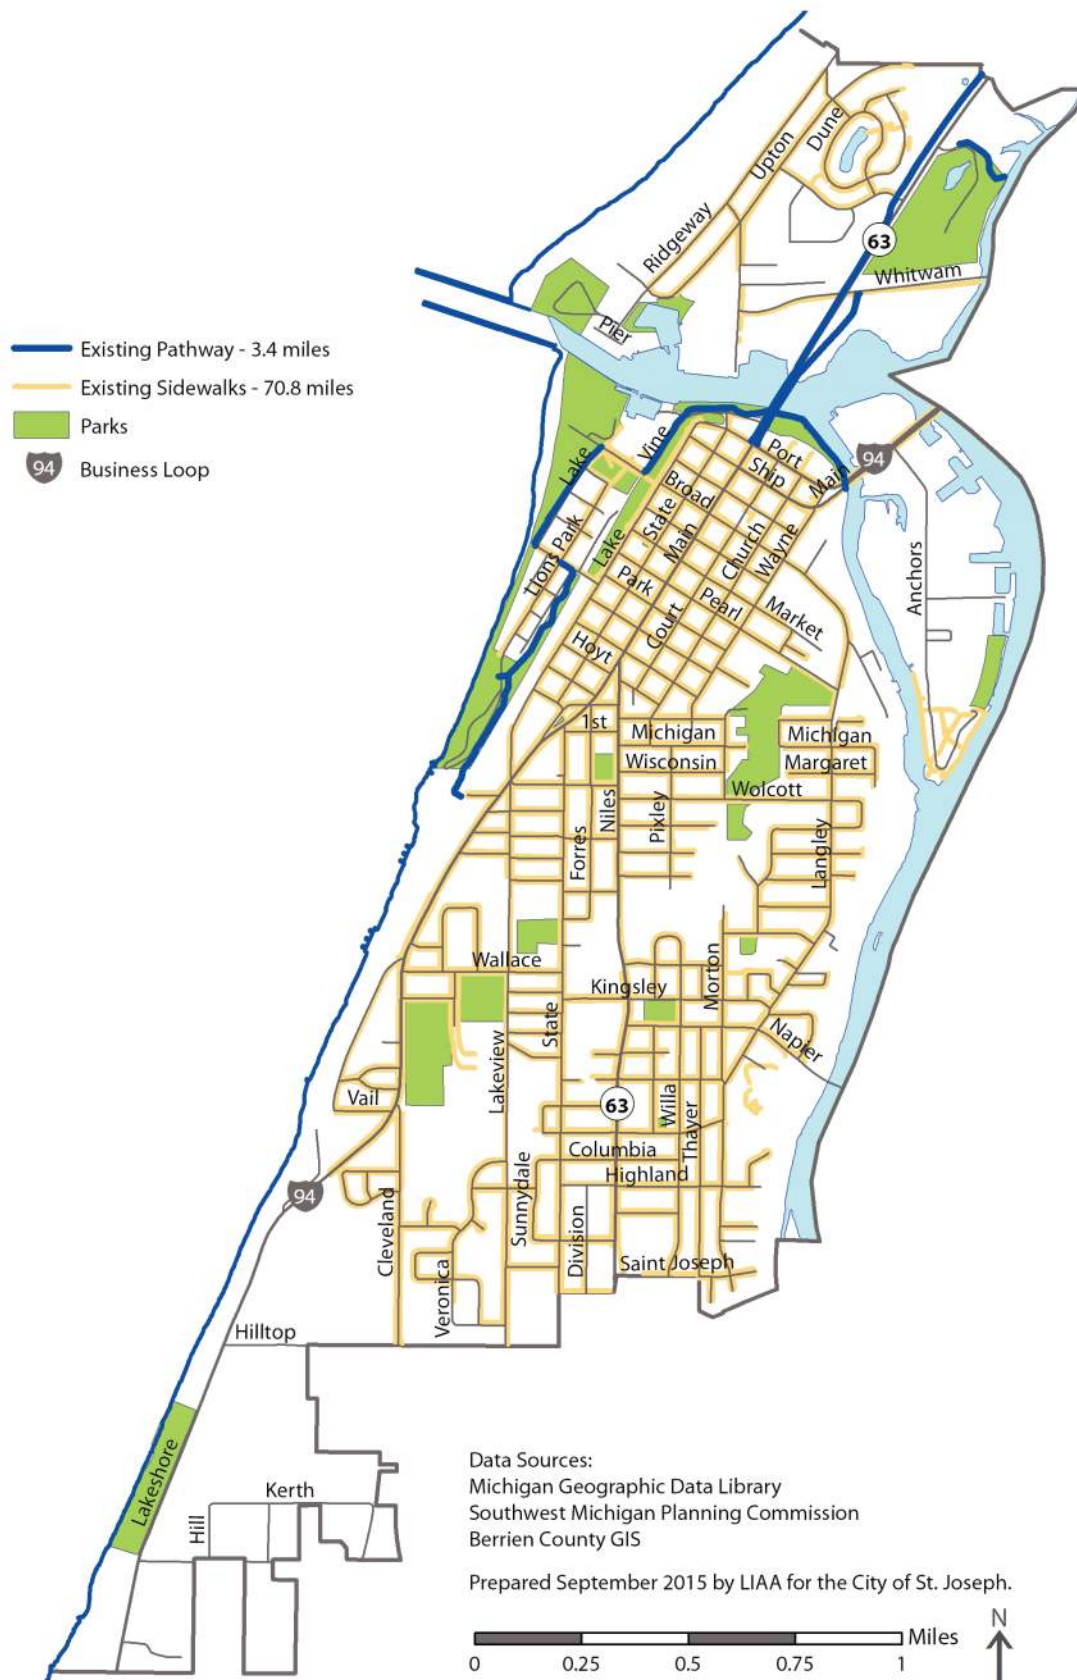 Dune
Upton
Ridgeway
63
Whitwam
Pier
Existing Pathway - 3.4 miles
Existing Sidewalks - 70.8 miles
Parks
94
Business Loop
Vine
Lake
Port
Ship
Main
94
Broad
State
Main
Church
Wayne
Lions Park
Lake
Park
Pearl
Market
Court
Hoyt
Anchors
1st
Michigan
Michigan
Wisconsin
Margaret
Wolcott
Niles
Pixley
Forres
Langley
Wallace
Kingsley
Morton
State
Napier
Lakeview
Vail
63
Willa
Thayer
Columbia
Highland
94
Cleveland
Sunnydale
Division
Saint Joseph
Veronica
Hilltop
Lakeshore
Kerth
Hill
Data Sources:
Michigan Geographic Data Library
Southwest Michigan Planning Commission
Berrien County GIS
Prepared September 2015 by LIAA for the City of St. Joseph.
N
Miles
0 0.25 0.5 0.75 1